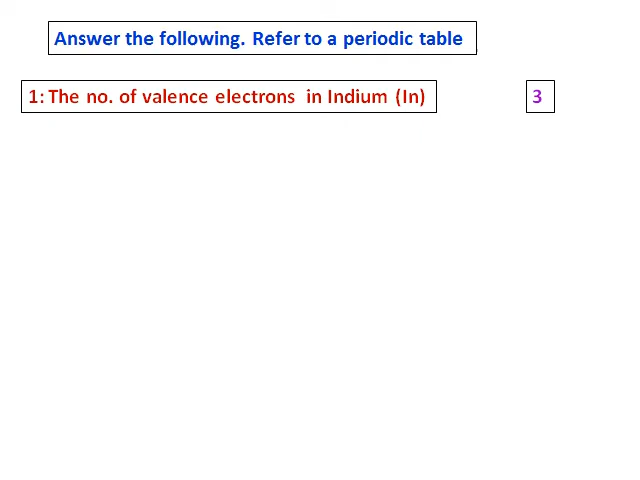 Answer the following. Refer to a periodic table
1: The no. of valence electrons in Indium (In) 3